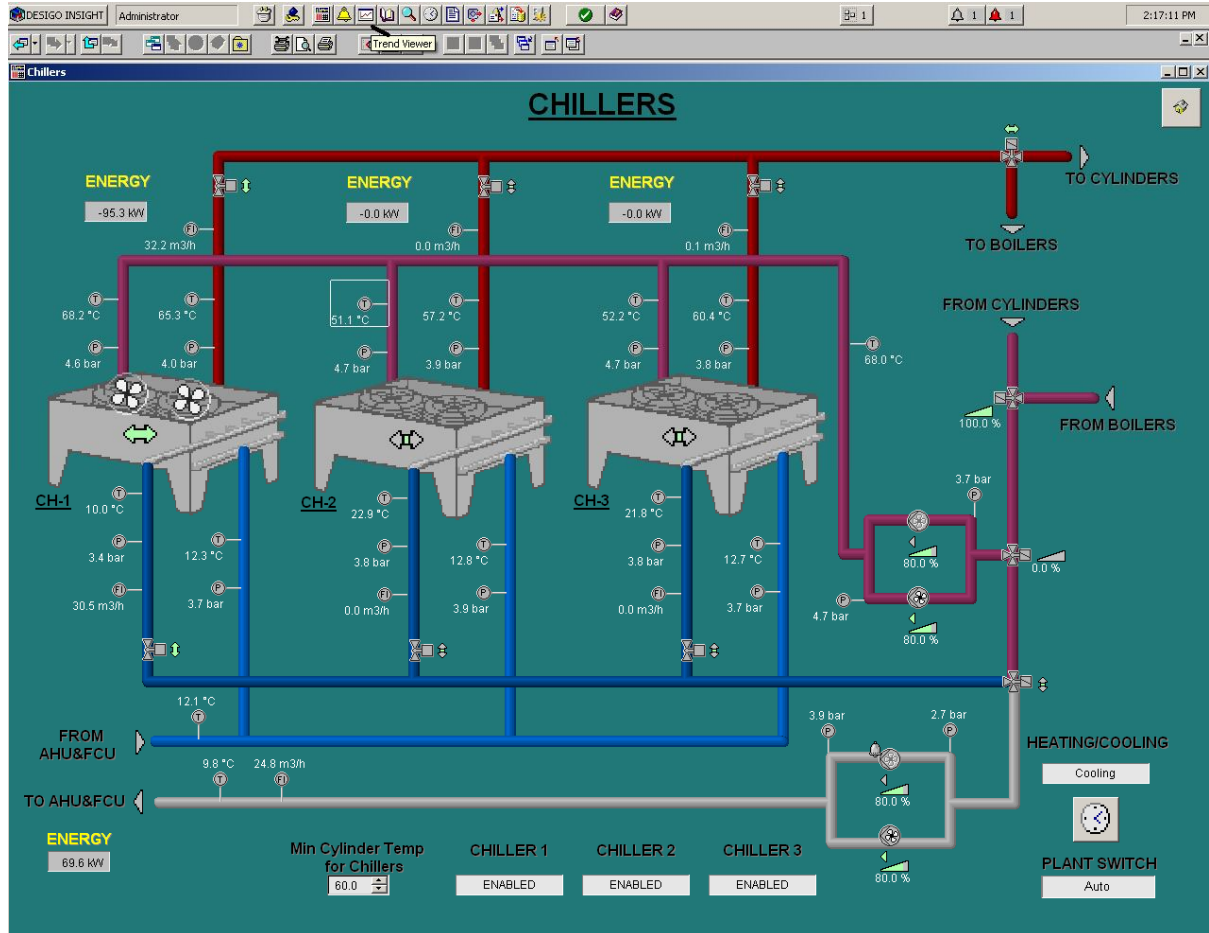 DESIGO INSIGHT
Administrator
1
1
1
2:17:11 PM
Trend Viewer
Chillers
CHILLERS
ENERGY
-95.3 kW
ENERGY
-0.0 kW
ENERGY
-0.0 kW
TO CYLINDERS
TO BOILERS
FI
32.2 m3/h
FI
0.0 m3/h
FI
0.1 m3/h
FROM CYLINDERS
T
68.2 °C
T
65.3 °C
T
51.1 °C
T
57.2 °C
T
52.2 °C
T
60.4 °C
T
68.0 °C
P
4.6 bar
P
4.0 bar
P
4.7 bar
P
3.9 bar
P
4.7 bar
P
3.8 bar
100.0 %
FROM BOILERS
CH-1
CH-2
CH-3
T
10.0 °C
T
22.9 °C
T
21.8 °C
3.7 bar
P
P
3.4 bar
T
12.3 °C
P
3.8 bar
T
12.8 °C
P
3.8 bar
T
12.7 °C
80.0 %
0.0 %
FI
30.5 m3/h
P
3.7 bar
FI
0.0 m3/h
P
3.9 bar
FI
0.0 m3/h
P
3.7 bar
P
4.7 bar
80.0 %
12.1 °C
T
FROM
AHU&FCU
3.9 bar
P
2.7 bar
P
HEATING/COOLING
Cooling
9.8 °C
T
24.8 m3/h
FI
TO AHU&FCU
80.0 %
ENERGY
69.6 kW
Min Cylinder Temp
for Chillers
60.0
CHILLER 1
ENABLED
CHILLER 2
ENABLED
CHILLER 3
ENABLED
80.0 %
PLANT SWITCH
Auto